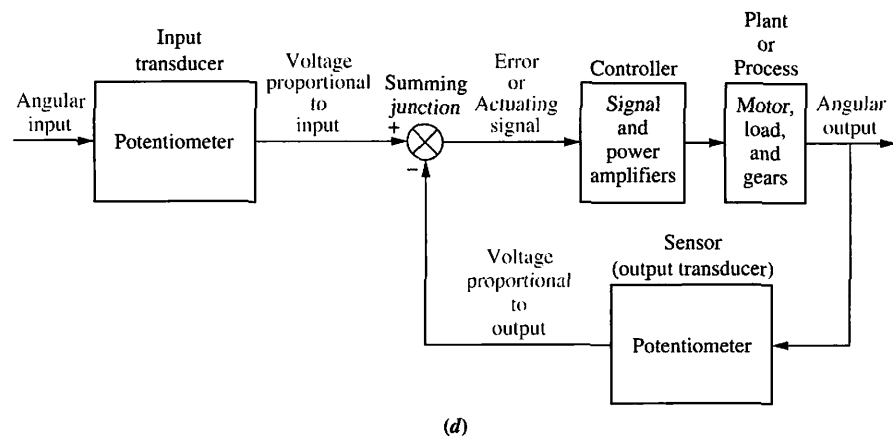 Input
transducer
Angular
input
Potentiometer
Voltage
proportional
to
input
Summing
junction
+
−
Error
or
Actuating
signal
Controller
Signal
and
power
amplifiers
Plant
or
Process
Motor,
load,
and
gears
Angular
output
Sensor
(output transducer)
Potentiometer
Voltage
proportional
to
output
(d)